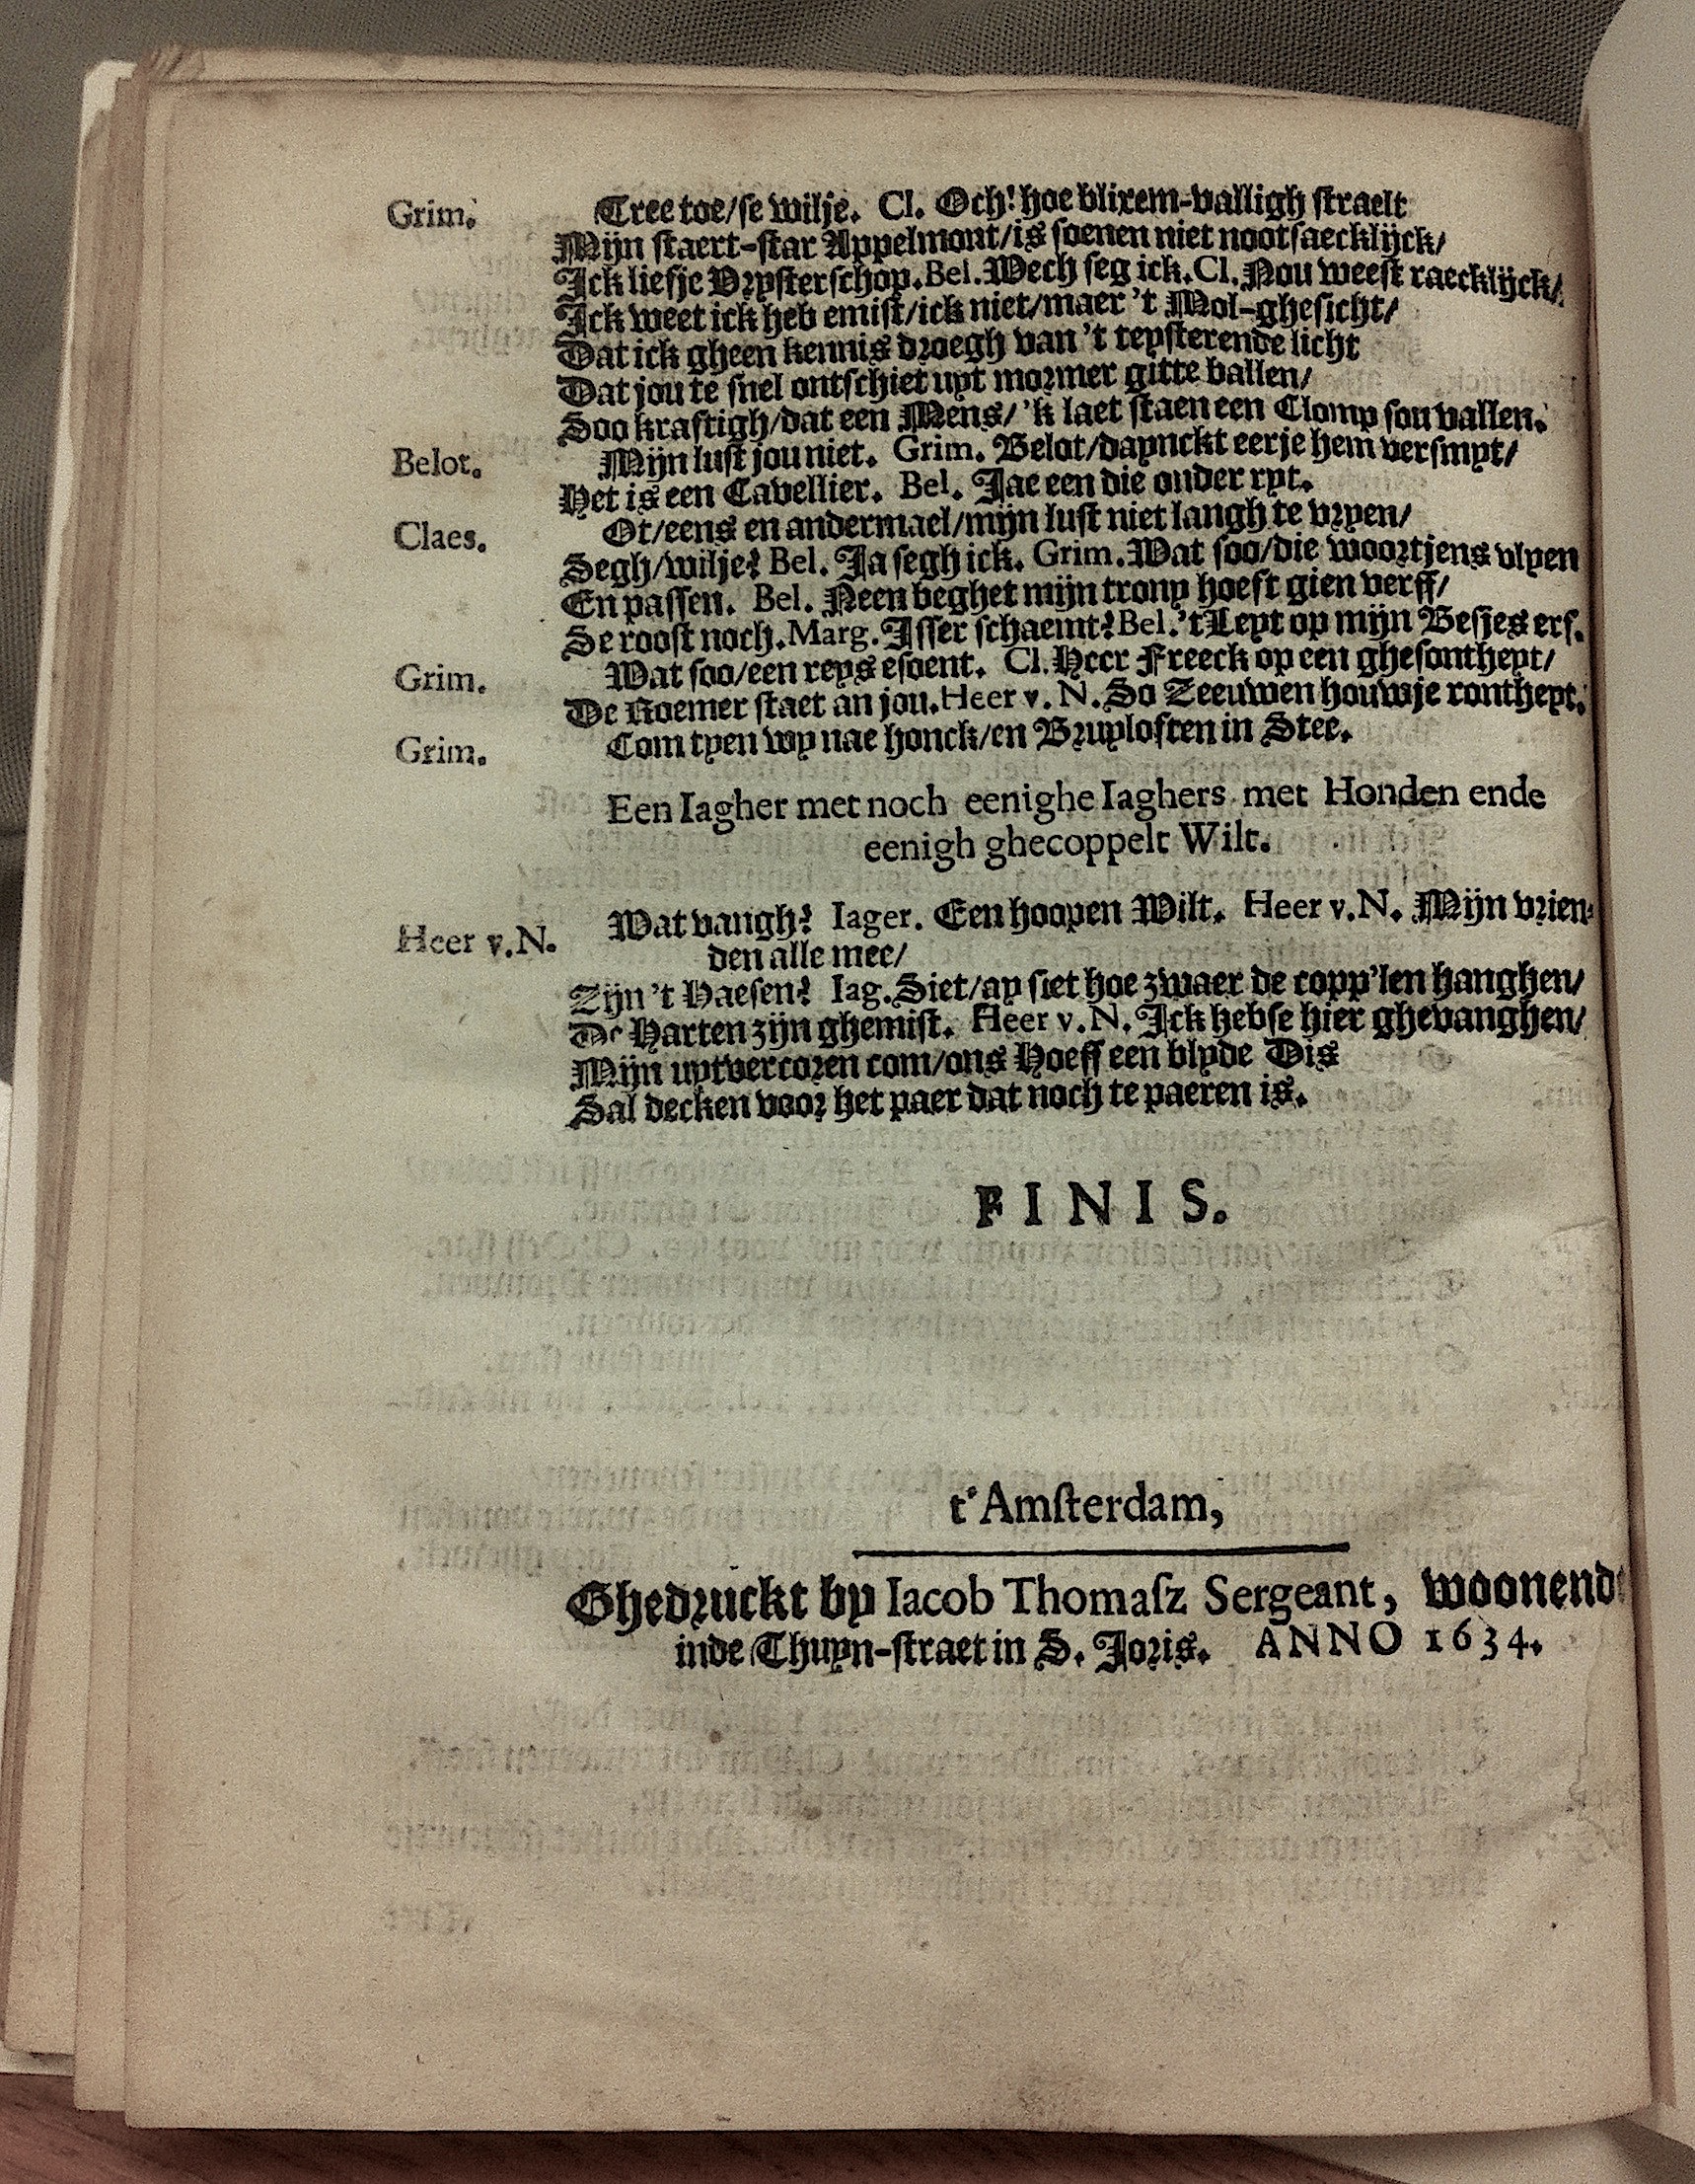 Grim. Tree toe/se wilje. Cl. Och! hoe blixem-valligh straelt
Mijn staert-star Appelmont/is soenen niet nootsaecklijck/
Ick liefje Vrysterschop. Bel. Wech seg ick. Cl. Nou weest raecklijck/
Ick weet ick heb emist/ick niet/maer 't Mol-ghesicht/
Dat ick gheen kennis droegh van 't teysterende licht
Dat jou te snel ontschiet uyt mormer gitte ballen/
Soo kraftigh/dat een Mens/'k laet staen een Clomp sou vallen.
Belot. Mijn lust jou niet. Grim. Belot/daynckt eerje hem versmyt/
Het is een Cavellier. Bel. Jae een die onder ryt.
Claes. Ot/eens en andermael/mijn lust niet langh te vryen/
Segh/wilje? Bel. Ja segh ick. Grim. Wat soo/die woortjens vlyen
En passen. Bel. Neen beghet mijn trony hoeft gien verff/
Se roost noch. Marg. Isser schaemt? Bel. 't Leyt op mijn Besjes erf.
Grim. Wat soo/een reys esoent. Cl. Heer Freeck op een ghesontheyt/
De Roemer staet an jou. Heer v. N. So Zeeuwen houwje rontheyt.
Grim. Com tyen wy nae honck/en Bruyloften in Stee.
Een Iagher met noch eenighe Iaghers met Honden ende
eenigh ghecoppelt Wilt.
Heer v.N. Wat vangh? Iager. Een hoopen Wilt. Heer v.N. Mijn vrien-
den alle mee/
Zijn 't Haesen? Iag. Siet/ay siet hoe zwaer de copp'len hanghen/
De Harten zijn ghemist. Heer v.N. Ick hebse hier ghevanghen/
Mijn uytvercoren com/ons Hoeff een blyde Dis
Sal decken voor het paer dat noch te paeren is.
FINIS.
t'Amsterdam,
Ghedruckt by Iacob Thomasz Sergeant, woonende
inde Thuyn-straet in S. Joris. ANNO 1634.